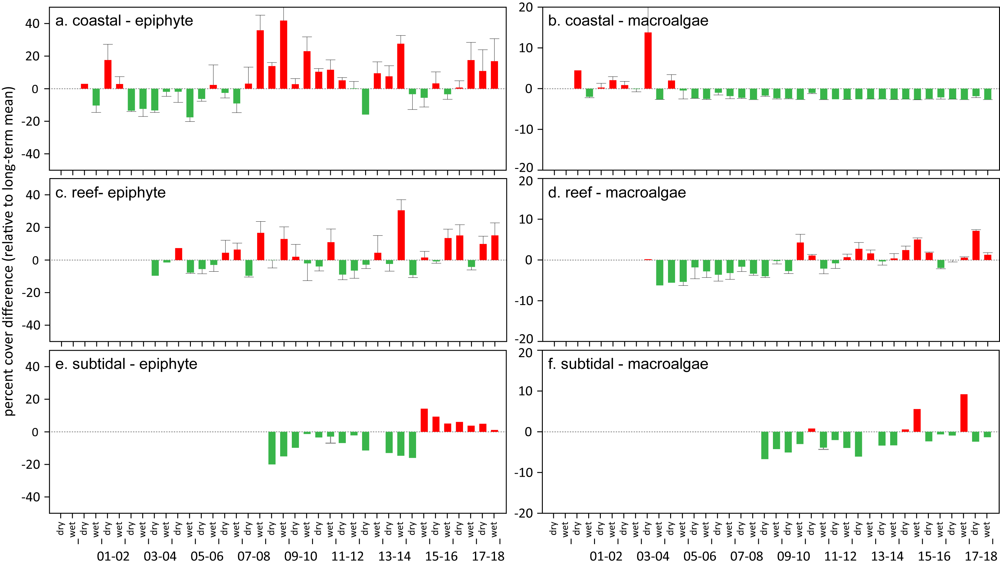 percent cover difference (relative to long-term mean)
a. coastal - epiphyte
40
20
0
-20
-40
b. coastal - macroalgae
20
10
0
-10
-20
c. reef- epiphyte
40
20
0
-20
-40
d. reef - macroalgae
20
10
0
-10
-20
e. subtidal - epiphyte
40
20
0
-20
-40
f. subtidal - macroalgae
20
10
0
-10
-20
dry wet dry wet dry wet dry wet dry wet dry wet dry wet dry wet dry wet dry wet dry wet dry wet dry wet dry wet dry wet dry wet dry wet dry wet dry wet
01-02 03-04 05-06 07-08 09-10 11-12 13-14 15-16 17-18
dry wet dry wet dry wet dry wet dry wet dry wet dry wet dry wet dry wet dry wet dry wet dry wet dry wet dry wet dry wet dry wet dry wet dry wet dry wet
01-02 03-04 05-06 07-08 09-10 11-12 13-14 15-16 17-18